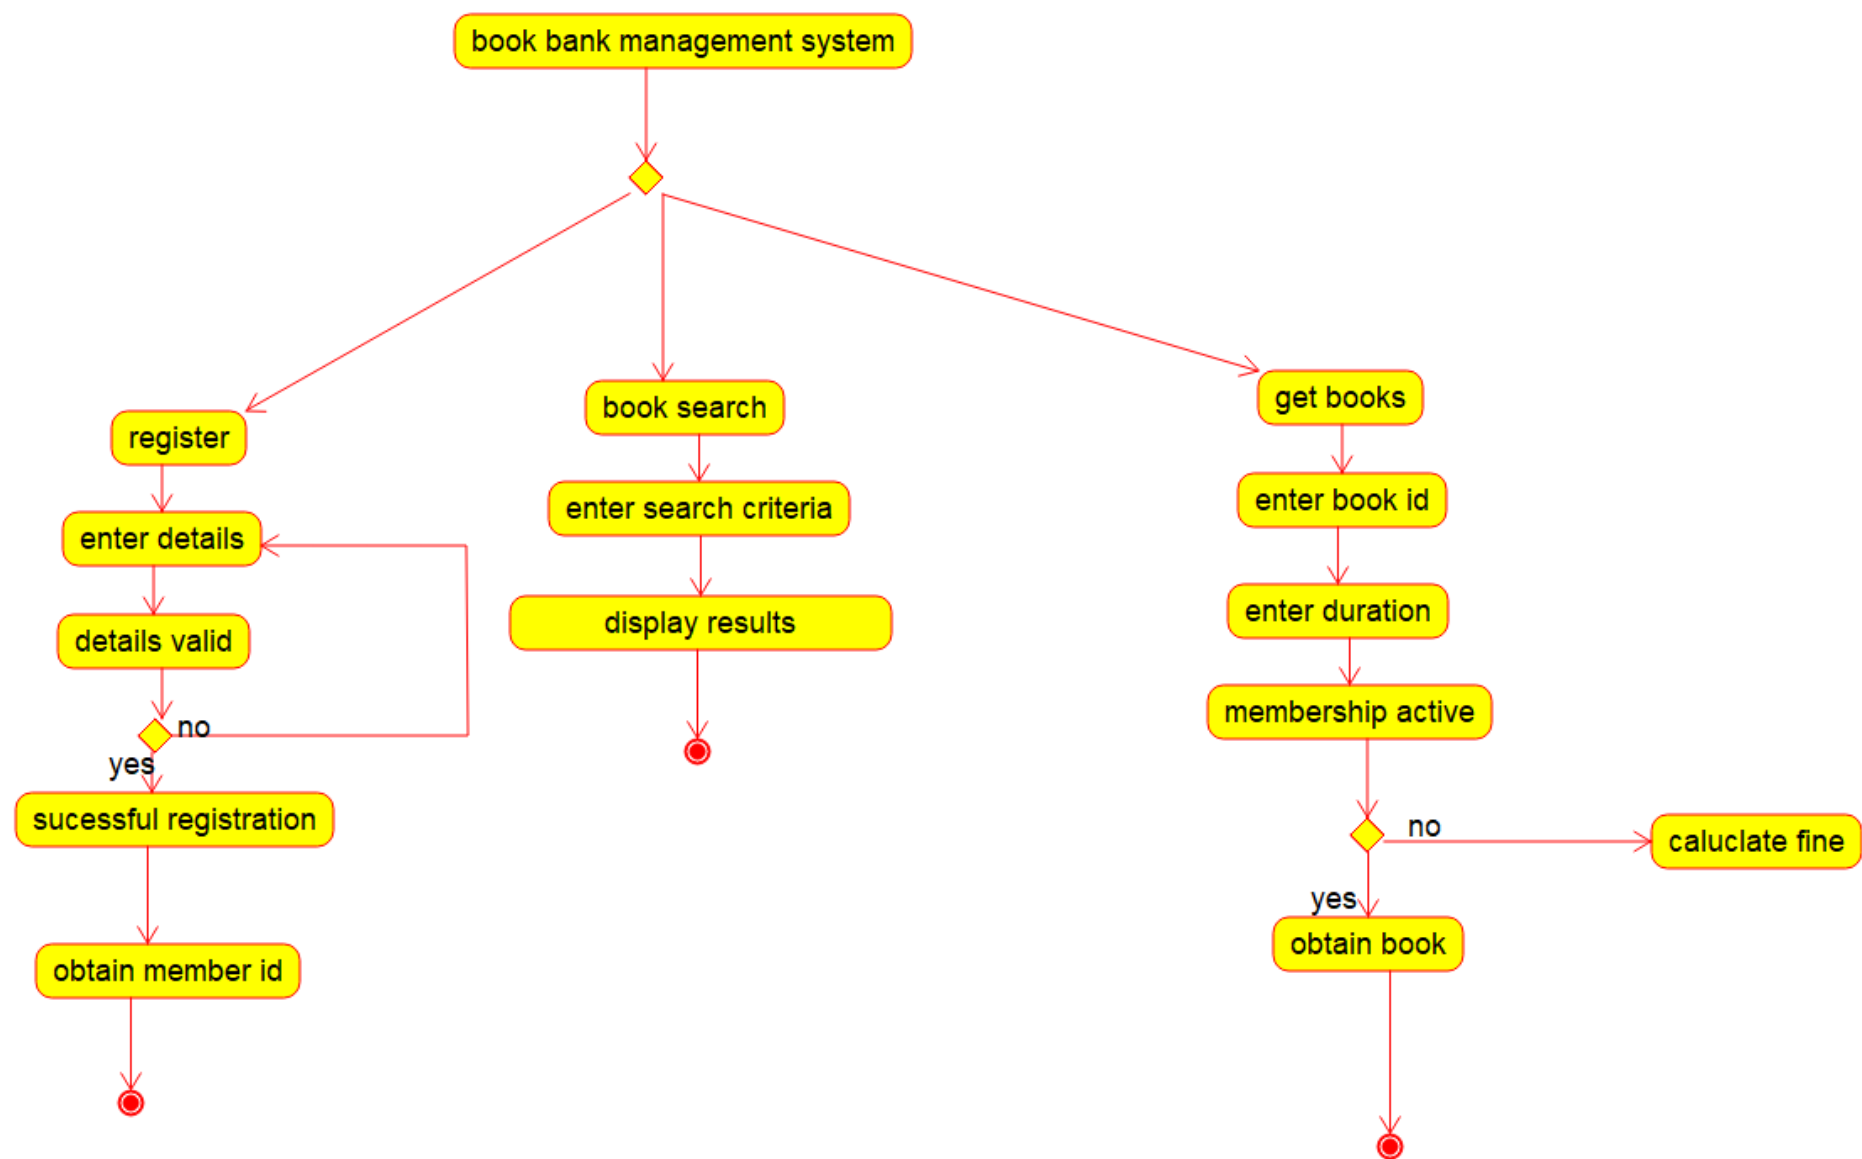 book bank management system
register
enter details
details valid
no
yes
sucessful registration
obtain member id
book search
enter search criteria
display results
get books
enter book id
enter duration
membership active
no
caluclate fine
yes
obtain book